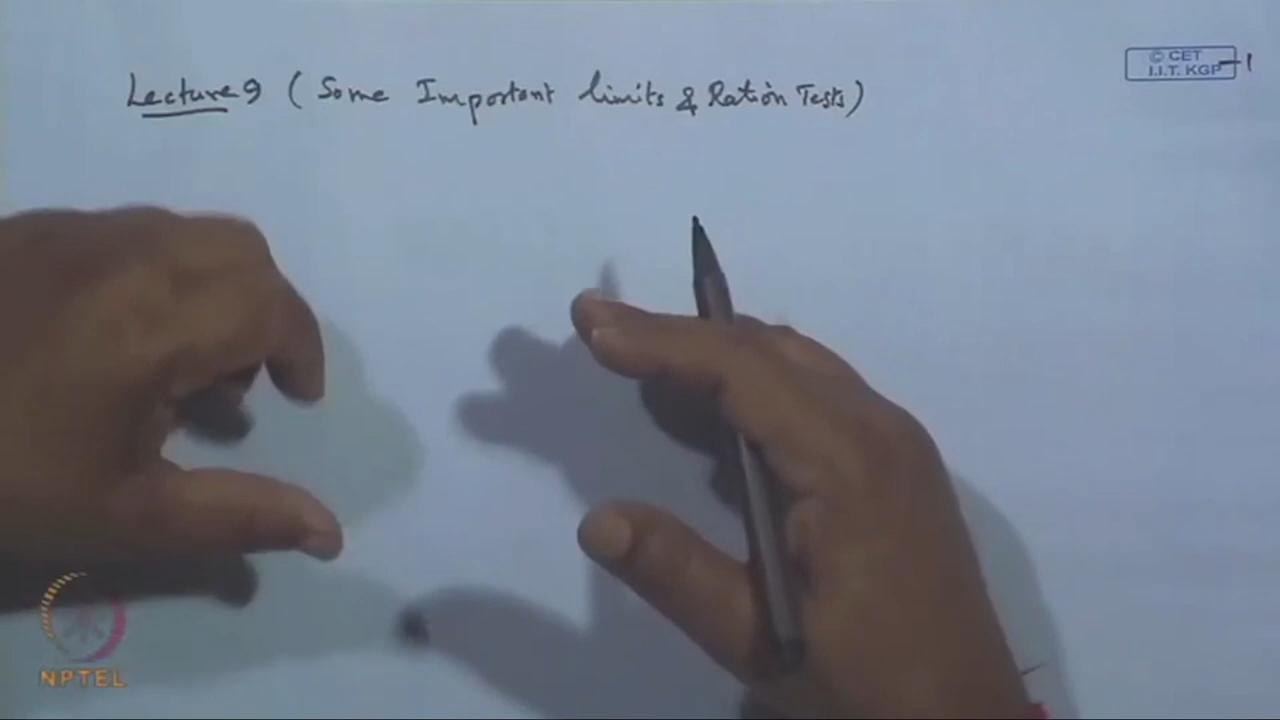 Lecture 9 (Some Important limits & Ration Tests)
© CET
I.I.T. KGP
1
NPTEL